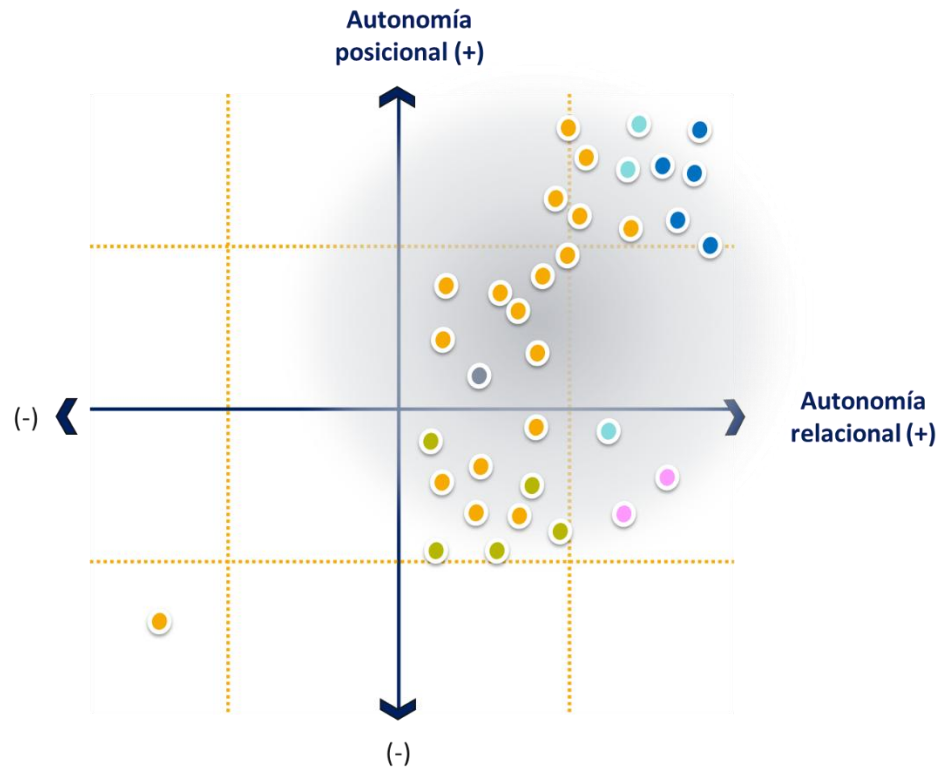 Autonomía
posicional (+)
(-)
Autonomía
relacional (+)
(-)